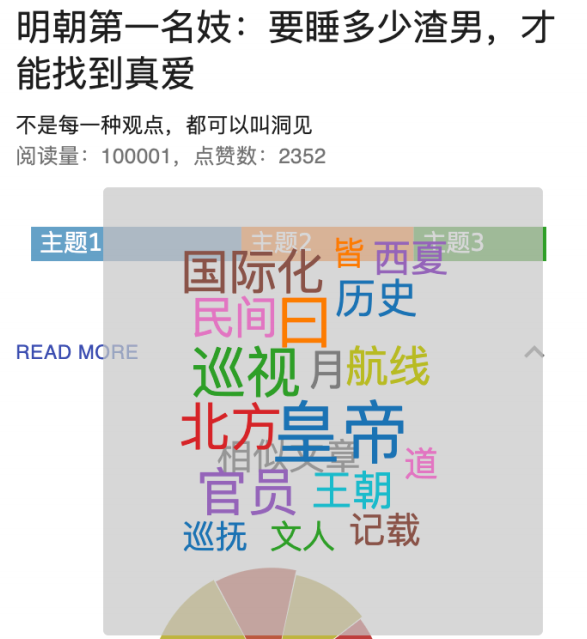 明朝第一名妓：要睡多少渣男，才
能找到真爱
不是每一种观点，都可以叫洞见
阅读量：100001，点赞数：2352
主题1 主题2 主题3
国际化 皆 西夏
民间 曰 历史
巡视 月 航线
READ MORE
北方 皇帝
相似文章 道
官员 王朝
巡抚 文人 记载